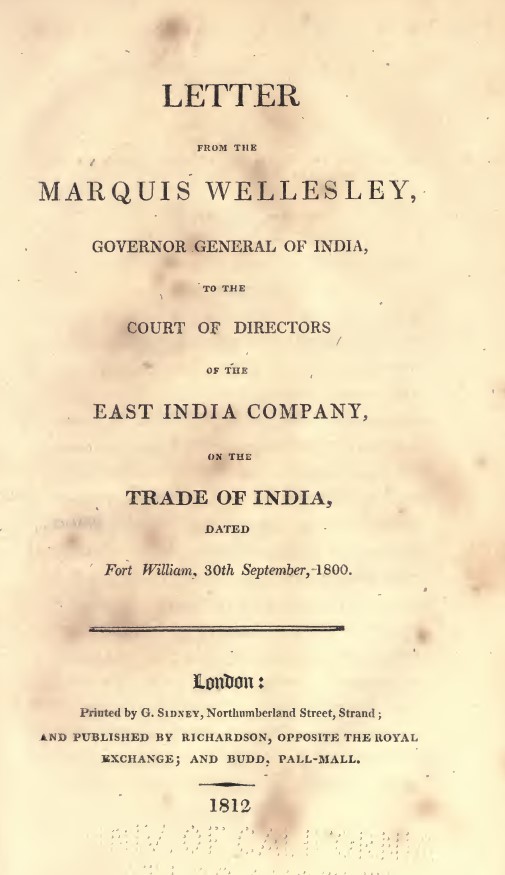 LETTER
FROM THE
MARQUIS WELLESLEY,
GOVERNOR GENERAL OF INDIA,
TO THE
COURT OF DIRECTORS
OF THE
EAST INDIA COMPANY,
ON THE
TRADE OF INDIA,
DATED
Fort William, 30th September, 1800.
London:
Printed by G. SIDNEY, Northumberland Street, Strand;
AND PUBLISHED BY RICHARDSON, OPPOSITE THE ROYAL
EXCHANGE; AND BUDD, PALL-MALL.
1812
OF CALIFORNIA